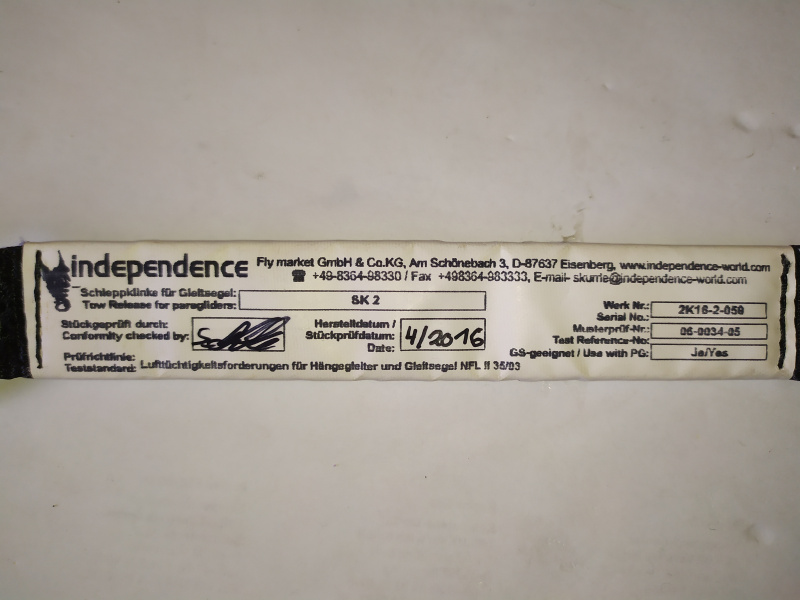 independence
Fly market GmbH & Co.KG, Am Schönebach 3, D-87637 Eisenberg, www.independence-world.com
☎ +49-8364-98330 / Fax +498364-983333, E-mail- skurrle@independence-world.com
Schleppklinke für Gleitsegel:
Tow Release for paragliders:
SK 2
Stückgeprüft durch:
Conformity checked by:
Herstelldatum /
Stückprüfdatum:
Date:
4/2016
Werk Nr.:
Serial No.:
2K16-2-059
Musterprüf-Nr.:
Test Reference-No:
06-0034-05
GS-geeignet / Use with PG:
Ja/Yes
Prüfrichtlinie:
Teststandard: Lufttüchtigkeitsforderungen für Hängegleiter und Gleitsegel NFL II 35/03